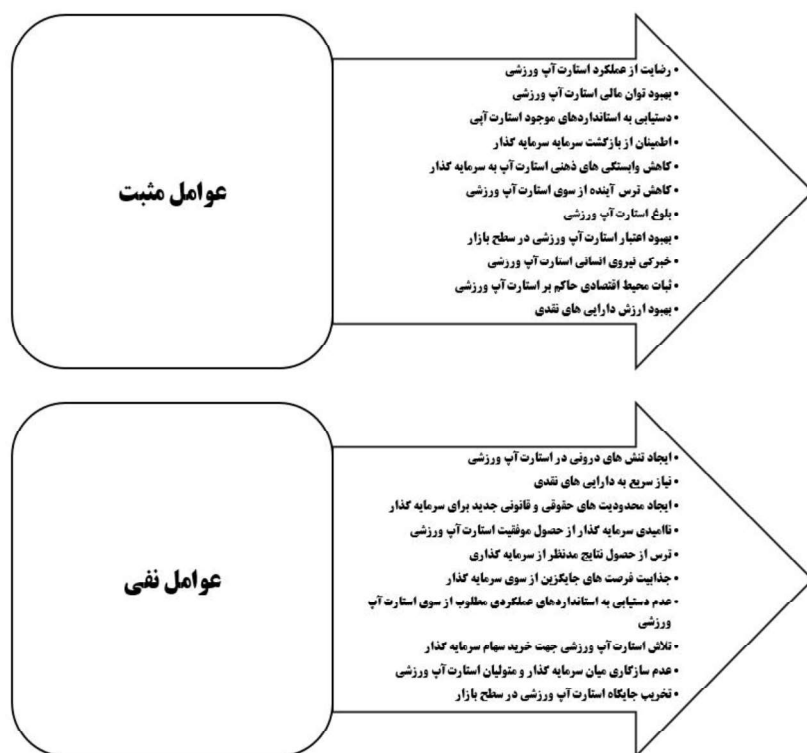 عوامل مثبت
• رضایت از عملکرد استارت آپ ورزشی
• بهبود توان مالی استارت آپ ورزشی
• دستیابی به استانداردهای موجود استارت آپی
• اطمینان از بازگشت سرمایه سرمایه گذار
• کاهش وابستگی های ذهنی استارت آپ به سرمایه گذار
• کاهش ترس آینده از سوی استارت آپ ورزشی
• بلوغ استارت آپ ورزشی
• بهبود اعتبار استارت آپ ورزشی در سطح بازار
• خبرگی نیروی انسانی استارت آپ ورزشی
• ثبات محیط اقتصادی حاکم بر استارت آپ ورزشی
• بهبود ارزش دارایی های نقدی
عوامل نفی
• ایجاد تنش های درونی در استارت آپ ورزشی
• نیاز سریع به دارایی های نقدی
• ایجاد محدودیت های حقوقی و قانونی جدید برای سرمایه گذار
• ناامیدی سرمایه گذار از حصول موفقیت استارت آپ ورزشی
• ترس از حصول نتایج مدنظر از سرمایه گذاری
• جذابیت فرصت های جایگزین از سوی سرمایه گذار
• عدم دستیابی به استانداردهای عملکردی مطلوب از سوی استارت آپ
ورزشی
• تلاش استارت آپ ورزشی جهت خرید سهام سرمایه گذار
• عدم سازگاری میان سرمایه گذار و متولیان استارت آپ ورزشی
• تخریب جایگاه استارت آپ ورزشی در سطح بازار